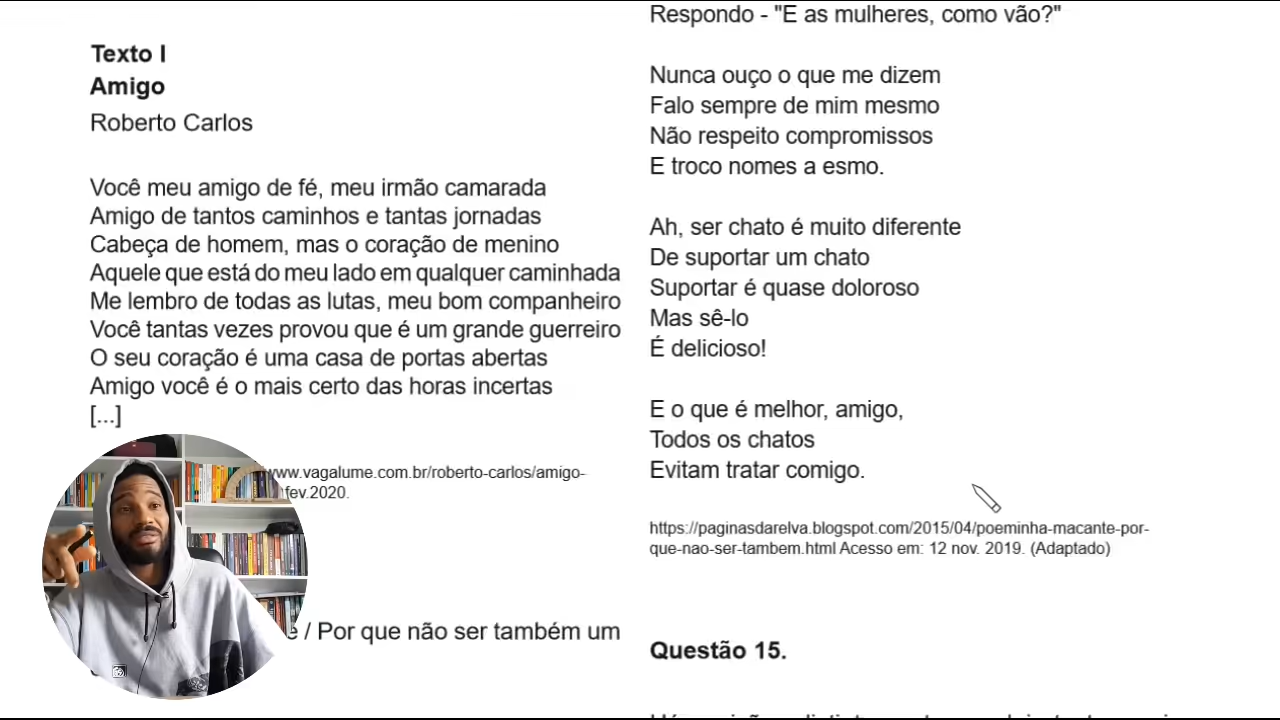 Texto I
Amigo
Roberto Carlos
Você meu amigo de fé, meu irmão camarada
Amigo de tantos caminhos e tantas jornadas
Cabeça de homem, mas o coração de menino
Aquele que está do meu lado em qualquer caminhada
Me lembro de todas as lutas, meu bom companheiro
Você tantas vezes provou que é um grande guerreiro
O seu coração é uma casa de portas abertas
Amigo você é o mais certo das horas incertas
[...]
www.vagalume.com.br/roberto-carlos/amigo-
fev.2020.
/ Por que não ser também um
Respondo - "E as mulheres, como vão?"
Nunca ouço o que me dizem
Falo sempre de mim mesmo
Não respeito compromissos
E troco nomes a esmo.
Ah, ser chato é muito diferente
De suportar um chato
Suportar é quase doloroso
Mas sê-lo
É delicioso!
E o que é melhor, amigo,
Todos os chatos
Evitam tratar comigo.
https://paginasdarelva.blogspot.com/2015/04/poeminha-macante-por-
que-nao-ser-tambem.html Acesso em: 12 nov. 2019. (Adaptado)
Questão 15.